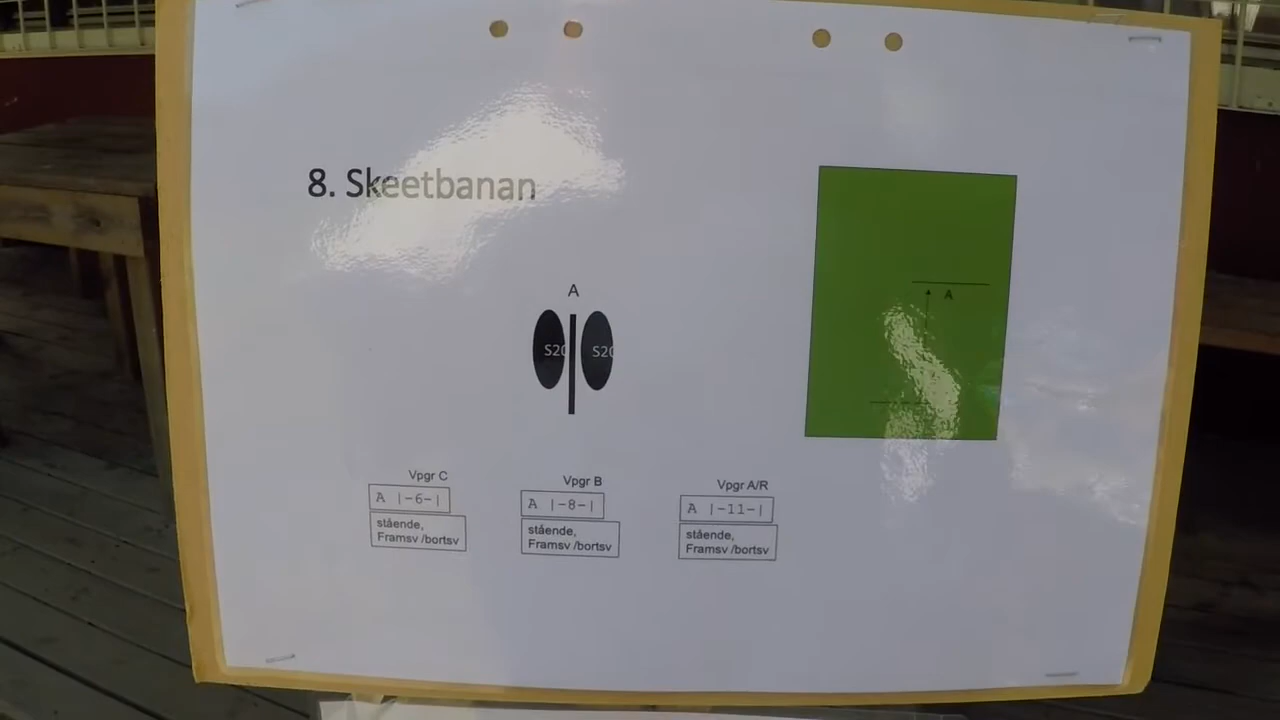 8. Skeetbanan
A
A
S20 S20
Vpgr C
A |-6-|
stående,
Framsv /bortsv
Vpgr B
A |-8-|
stående,
Framsv /bortsv
Vpgr A/R
A |-11-|
stående,
Framsv /bortsv